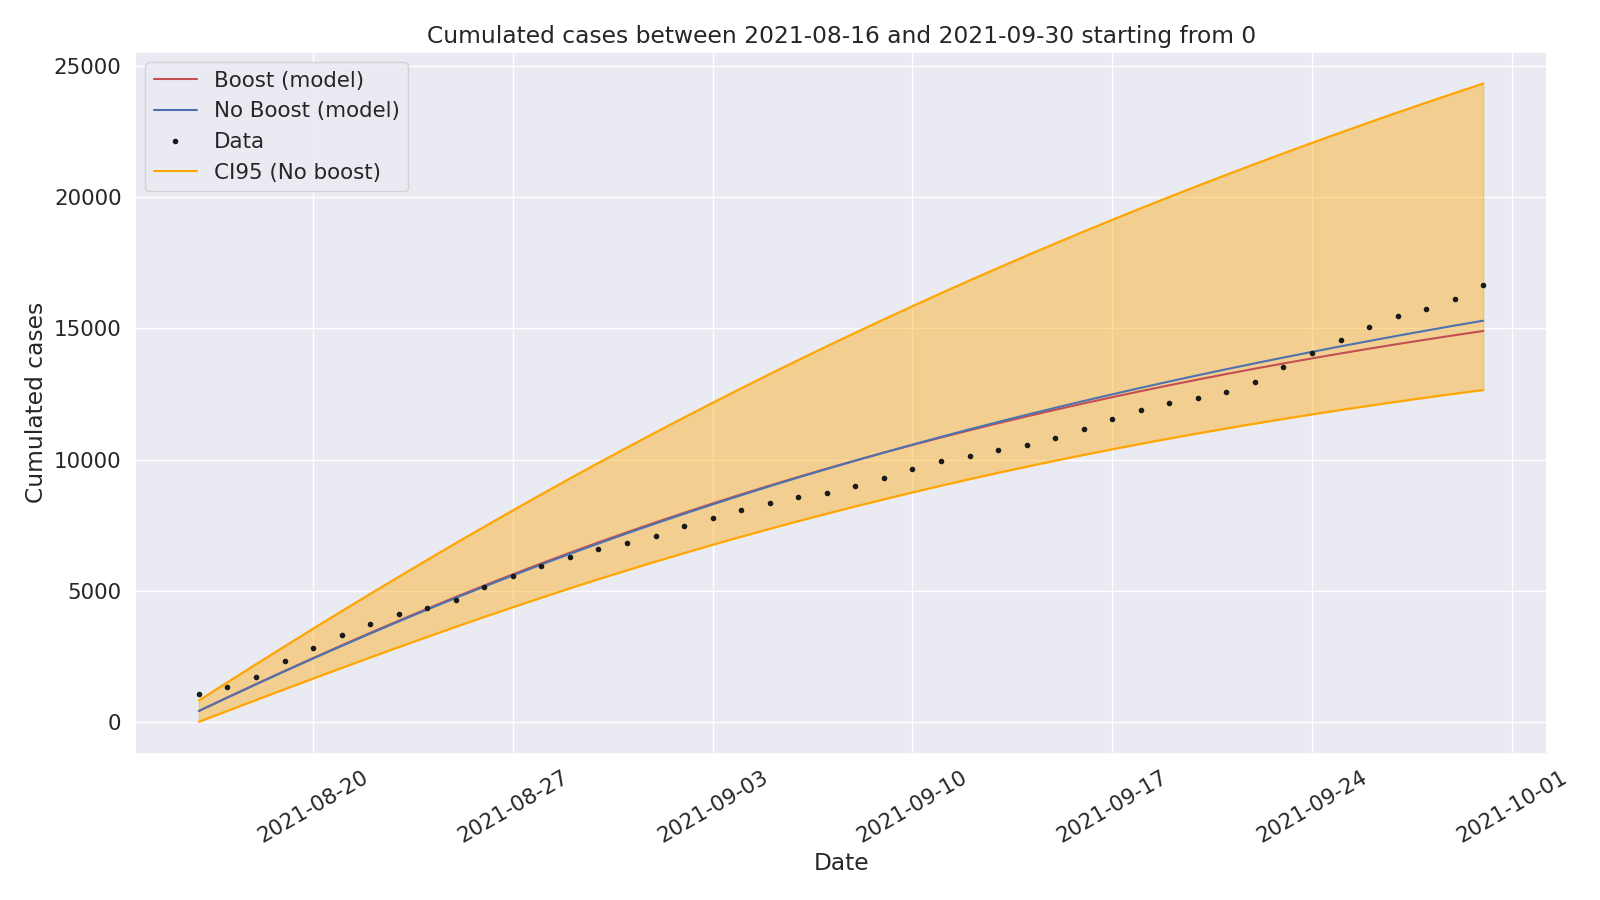 Cumulated cases between 2021-08-16 and 2021-09-30 starting from 0
Boost (model)
No Boost (model)
Data
CI95 (No boost)
Cumulated cases
25000
20000
15000
10000
5000
0
2021-08-20
2021-08-27
2021-09-03
2021-09-10
2021-09-17
2021-09-24
2021-10-01
Date